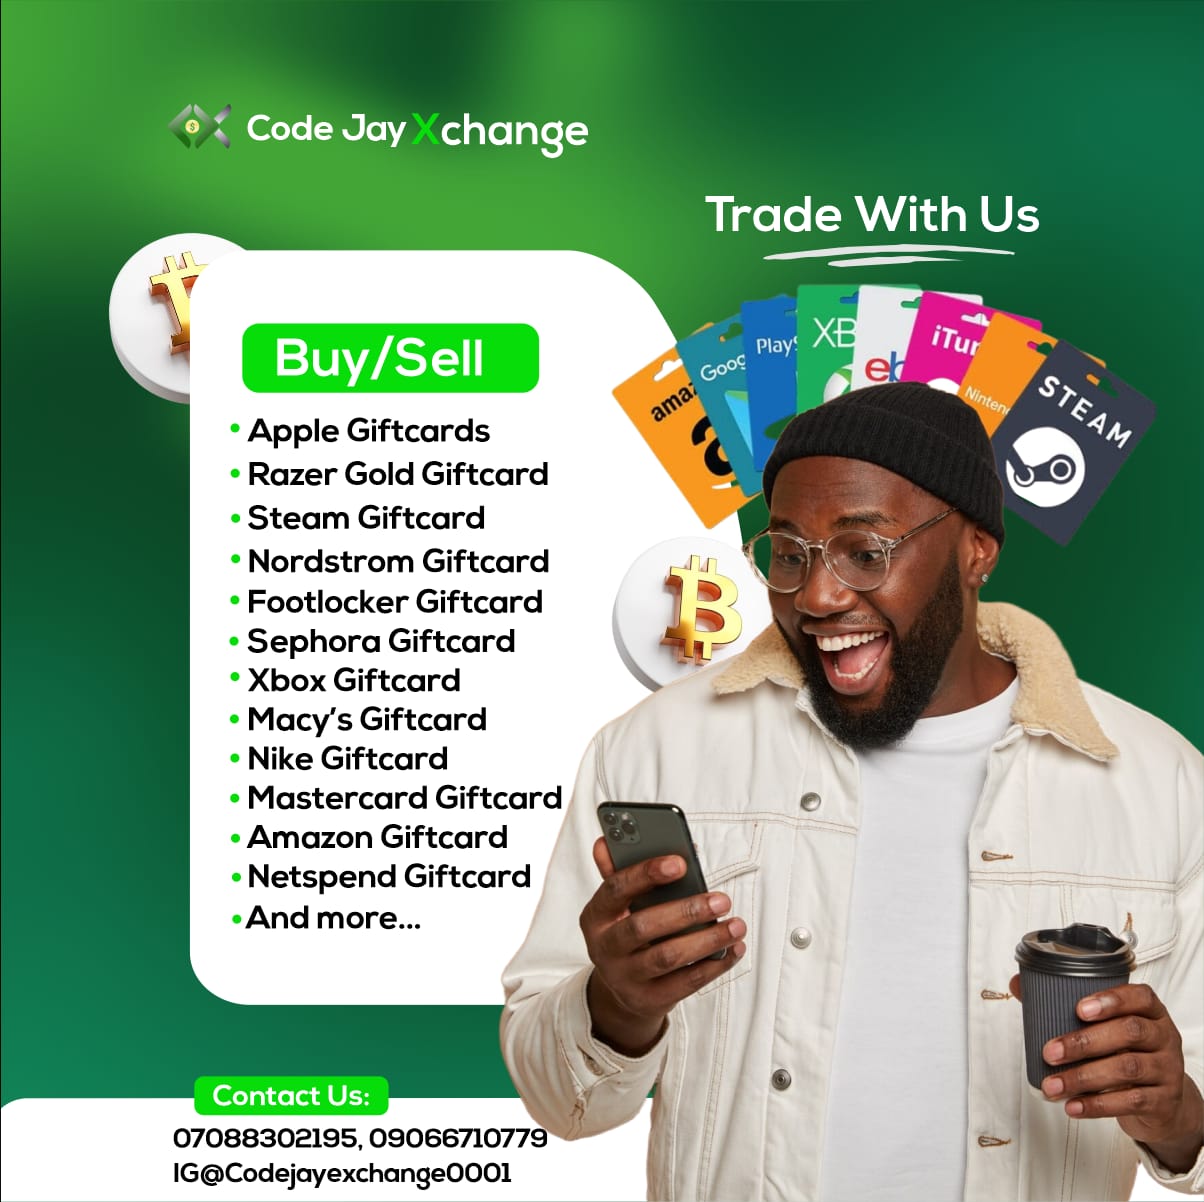 Code Jay Xchange
Trade With Us
Buy/Sell
• Apple Giftcards
• Razer Gold Giftcard
• Steam Giftcard
• Nordstrom Giftcard
• Footlocker Giftcard
• Sephora Giftcard
• Xbox Giftcard
• Macy’s Giftcard
• Nike Giftcard
• Mastercard Giftcard
• Amazon Giftcard
• Netspend Giftcard
• And more...
STEAM
Contact Us:
07088302195, 09066710779
IG@Codejayexchange0001